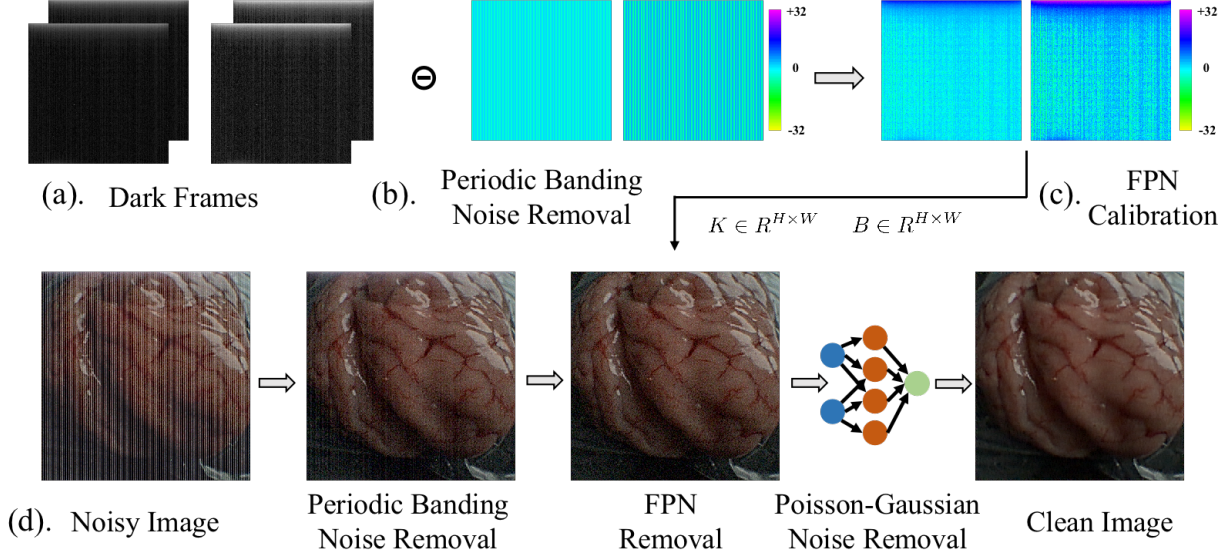 +32
0
-32
+32
0
-32
(a). Dark Frames
(b). Periodic Banding
Noise Removal
(c). FPN
Calibration
K ∈ R^{H×W} B ∈ R^{H×W}
(d). Noisy Image
Periodic Banding
Noise Removal
FPN
Removal
Poisson-Gaussian
Noise Removal
Clean Image